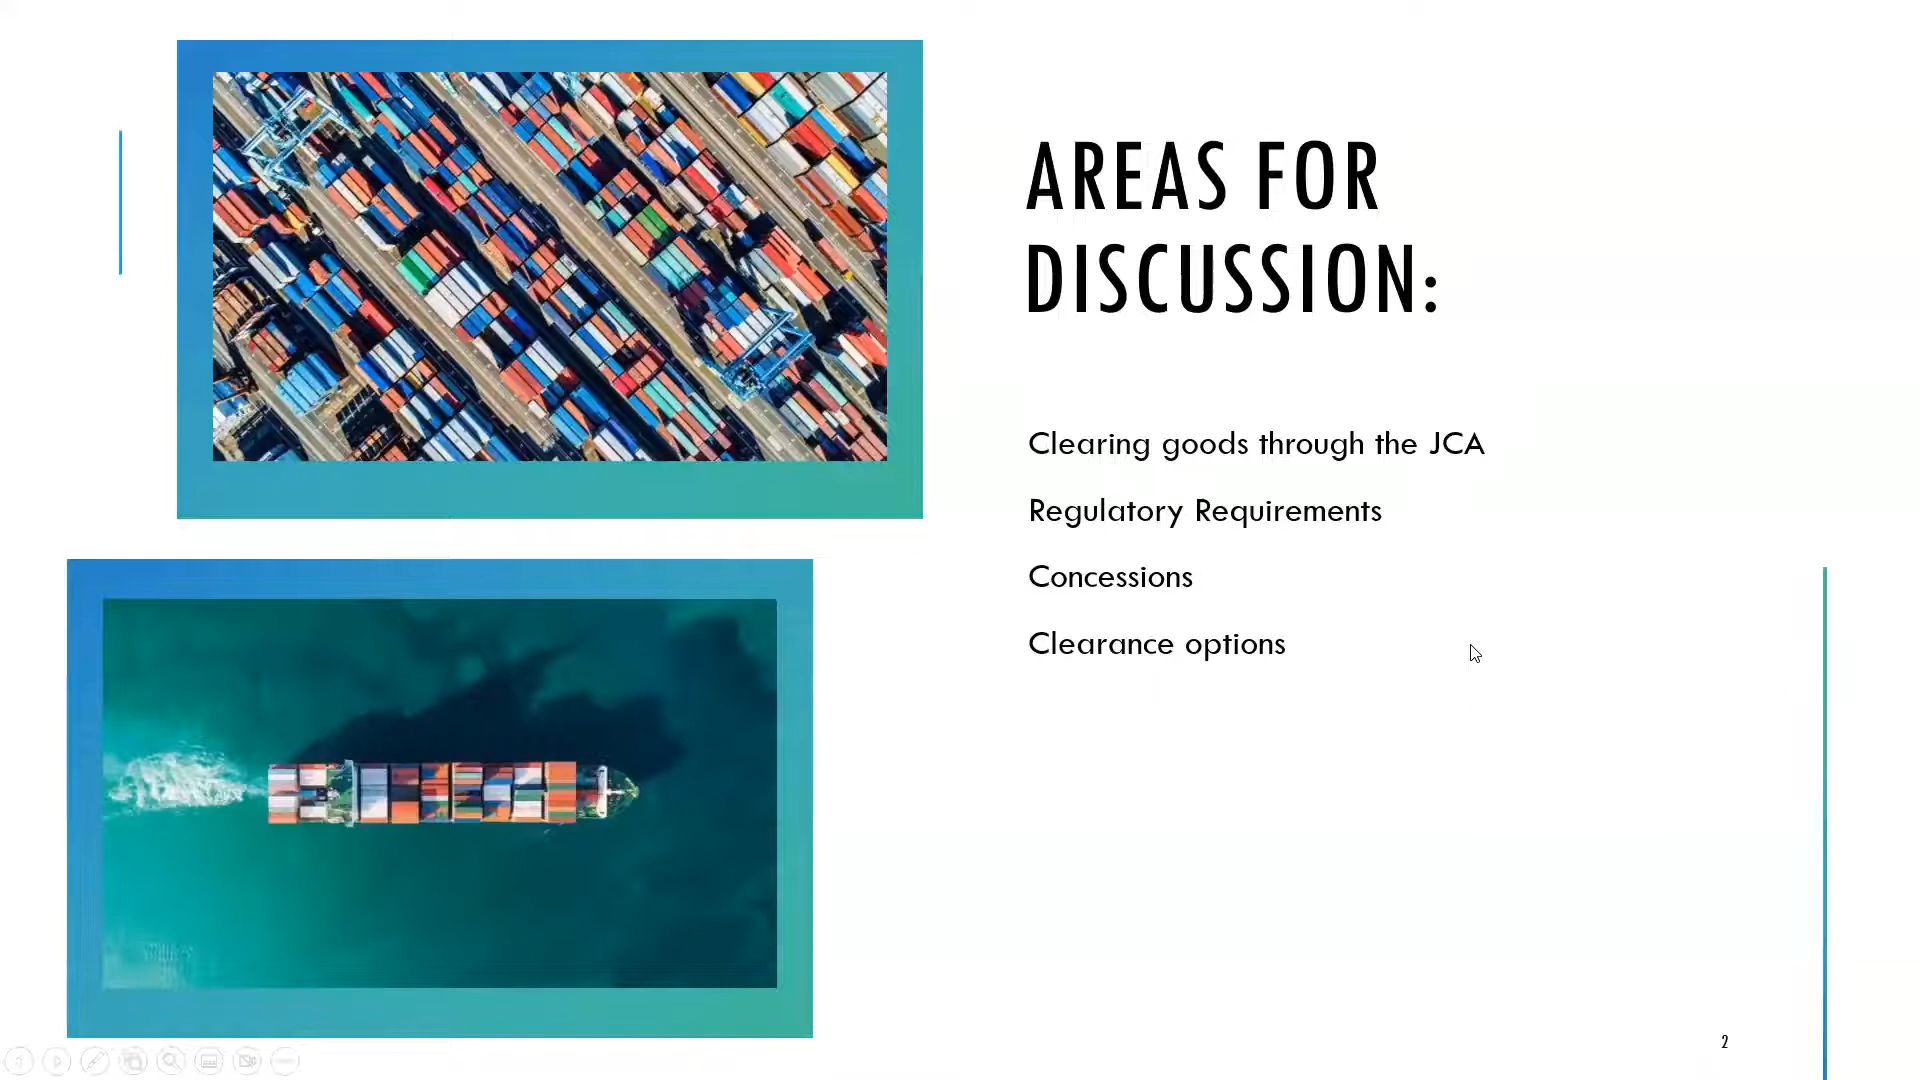 AREAS FOR
DISCUSSION:
Clearing goods through the JCA
Regulatory Requirements
Concessions
Clearance options
2